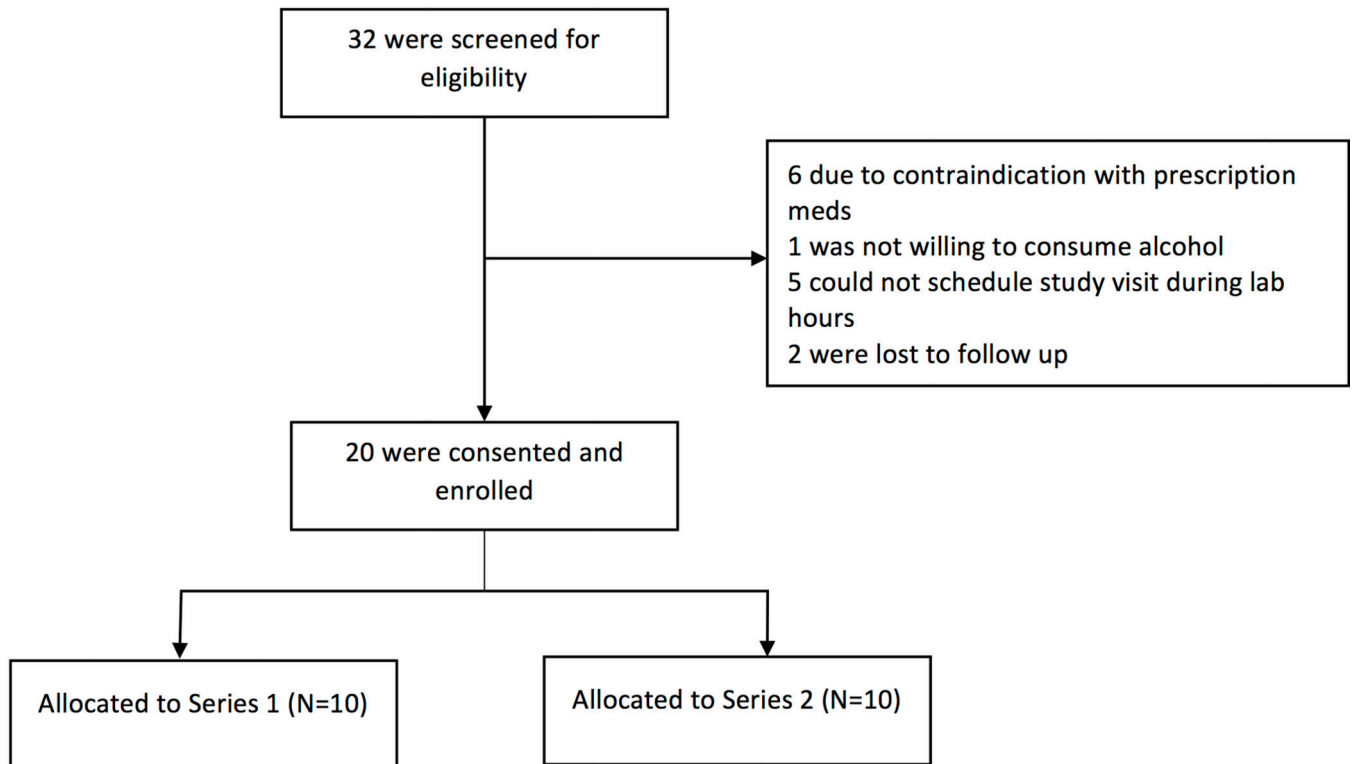 32 were screened for
eligibility
6 due to contraindication with prescription
meds
1 was not willing to consume alcohol
5 could not schedule study visit during lab
hours
2 were lost to follow up
20 were consented and
enrolled
Allocated to Series 1 (N=10)
Allocated to Series 2 (N=10)